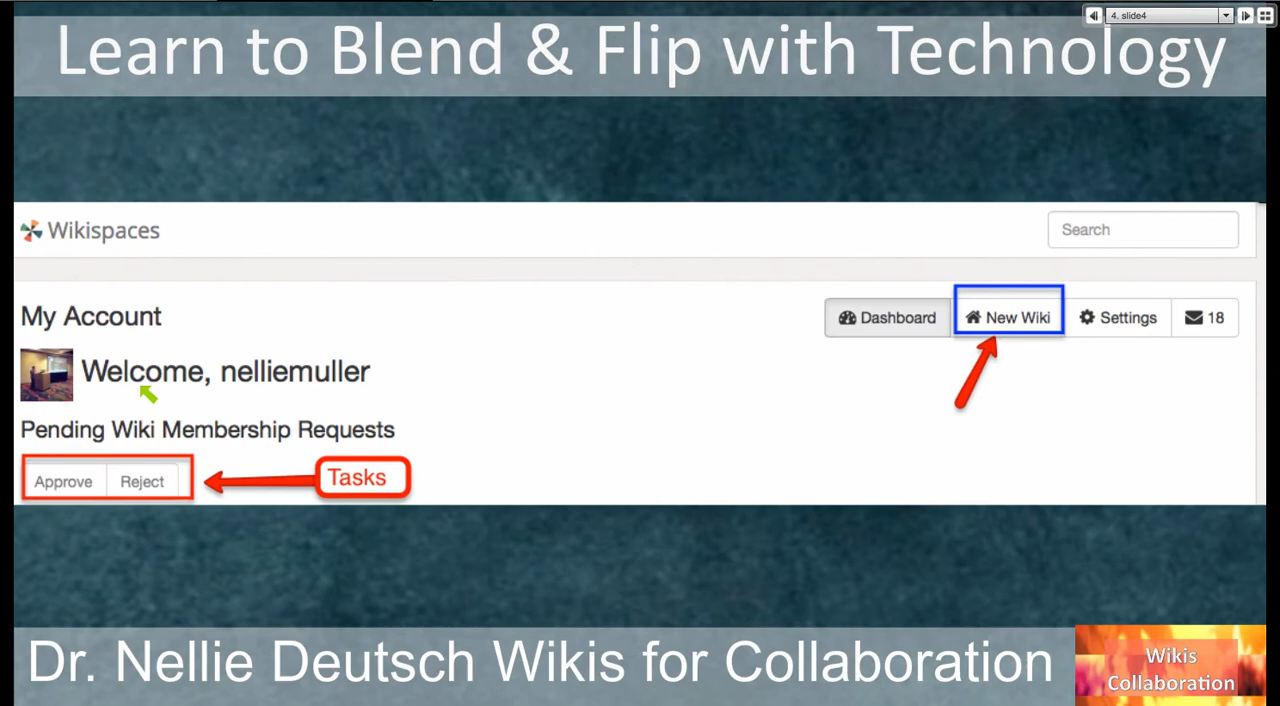 4. slide4
Learn to Blend & Flip with Technology
Wikispaces
Search
My Account
Dashboard
New Wiki
Settings
18
Welcome, nelliemuller
Pending Wiki Membership Requests
Approve
Reject
Tasks
Dr. Nellie Deutsch Wikis for Collaboration
Wikis
Collaboration